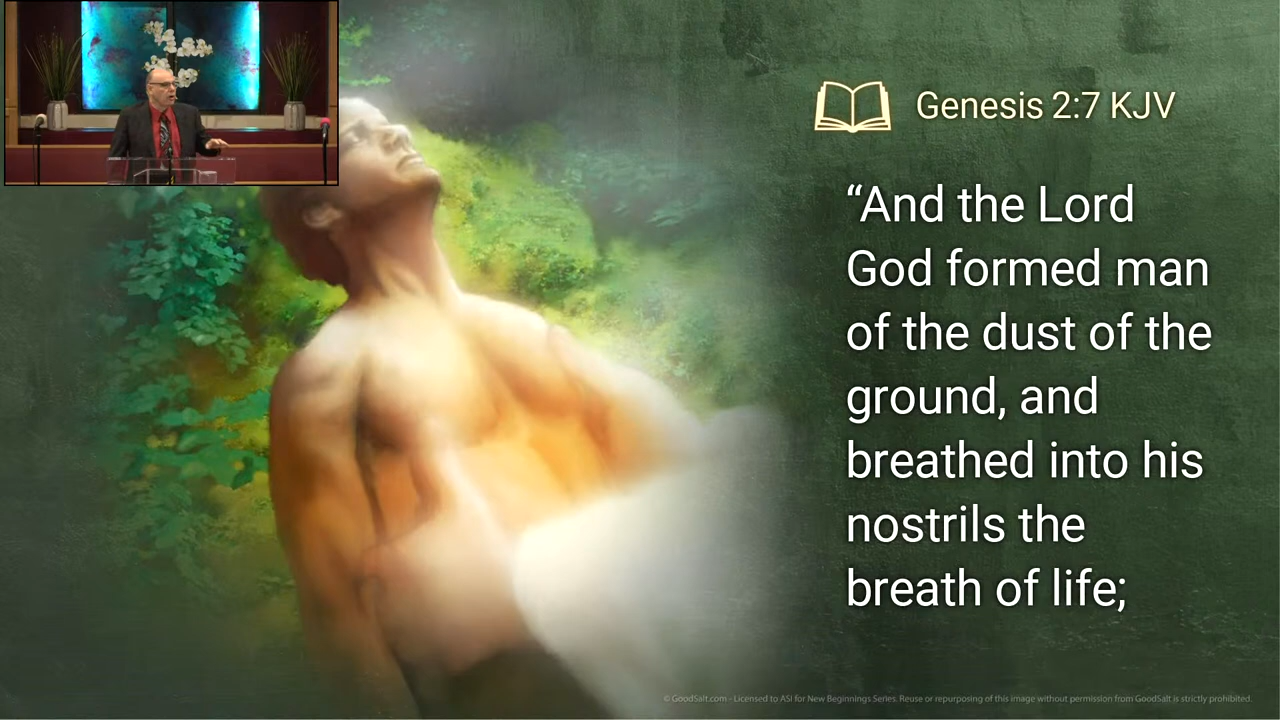 Genesis 2:7 KJV
“And the Lord
God formed man
of the dust of the
ground, and
breathed into his
nostrils the
breath of life;
© GoodSalt.com - Licensed to ASI for New Beginnings Series. Reuse or repurposing of this image without permission from GoodSalt is strictly prohibited.